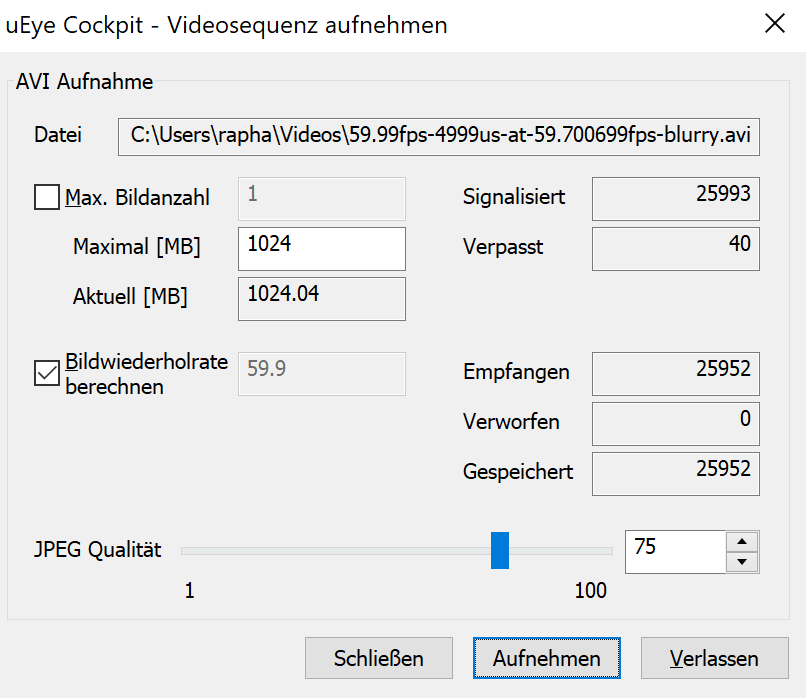 uEye Cockpit - Videosequenz aufnehmen
AVI Aufnahme
Datei C:\Users\rapha\Videos\59.99fps-4999us-at-59.700699fps-blurry.avi
Max. Bildanzahl 1 Signalisiert 25993
Maximal [MB] 1024 Verpasst 40
Aktuell [MB] 1024.04
Bildwiederholrate
berechnen 59.9 Empfangen 25952
Verworfen 0
Gespeichert 25952
JPEG Qualität 75
1 100
Schließen Aufnehmen Verlassen